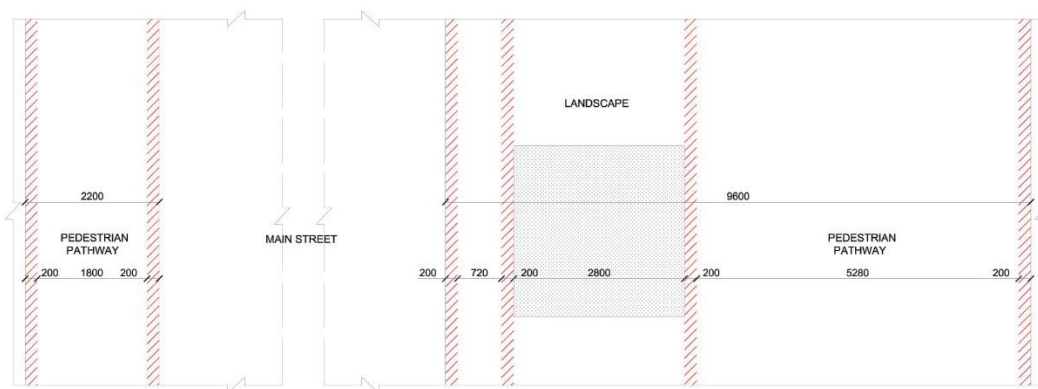 LANDSCAPE
2200
9600
PEDESTRIAN
PATHWAY
MAIN STREET
PEDESTRIAN
PATHWAY
200 1800 200
200 720 200 2800 200 5280 200